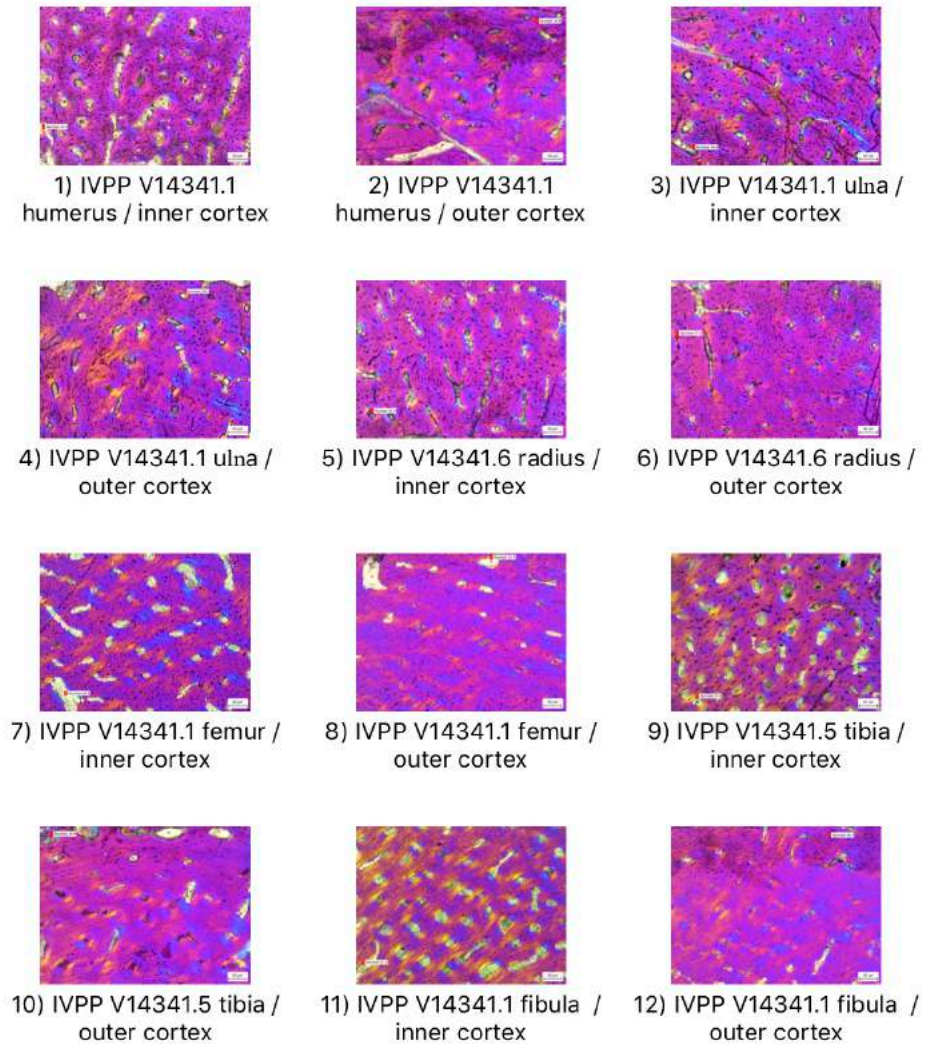 1) IVPP V14341.1
humerus / inner cortex
2) IVPP V14341.1
humerus / outer cortex
3) IVPP V14341.1 ulna /
inner cortex
4) IVPP V14341.1 ulna /
outer cortex
5) IVPP V14341.6 radius /
inner cortex
6) IVPP V14341.6 radius /
outer cortex
7) IVPP V14341.1 femur /
inner cortex
8) IVPP V14341.1 femur /
outer cortex
9) IVPP V14341.5 tibia /
inner cortex
10) IVPP V14341.5 tibia /
outer cortex
11) IVPP V14341.1 fibula /
inner cortex
12) IVPP V14341.1 fibula /
outer cortex